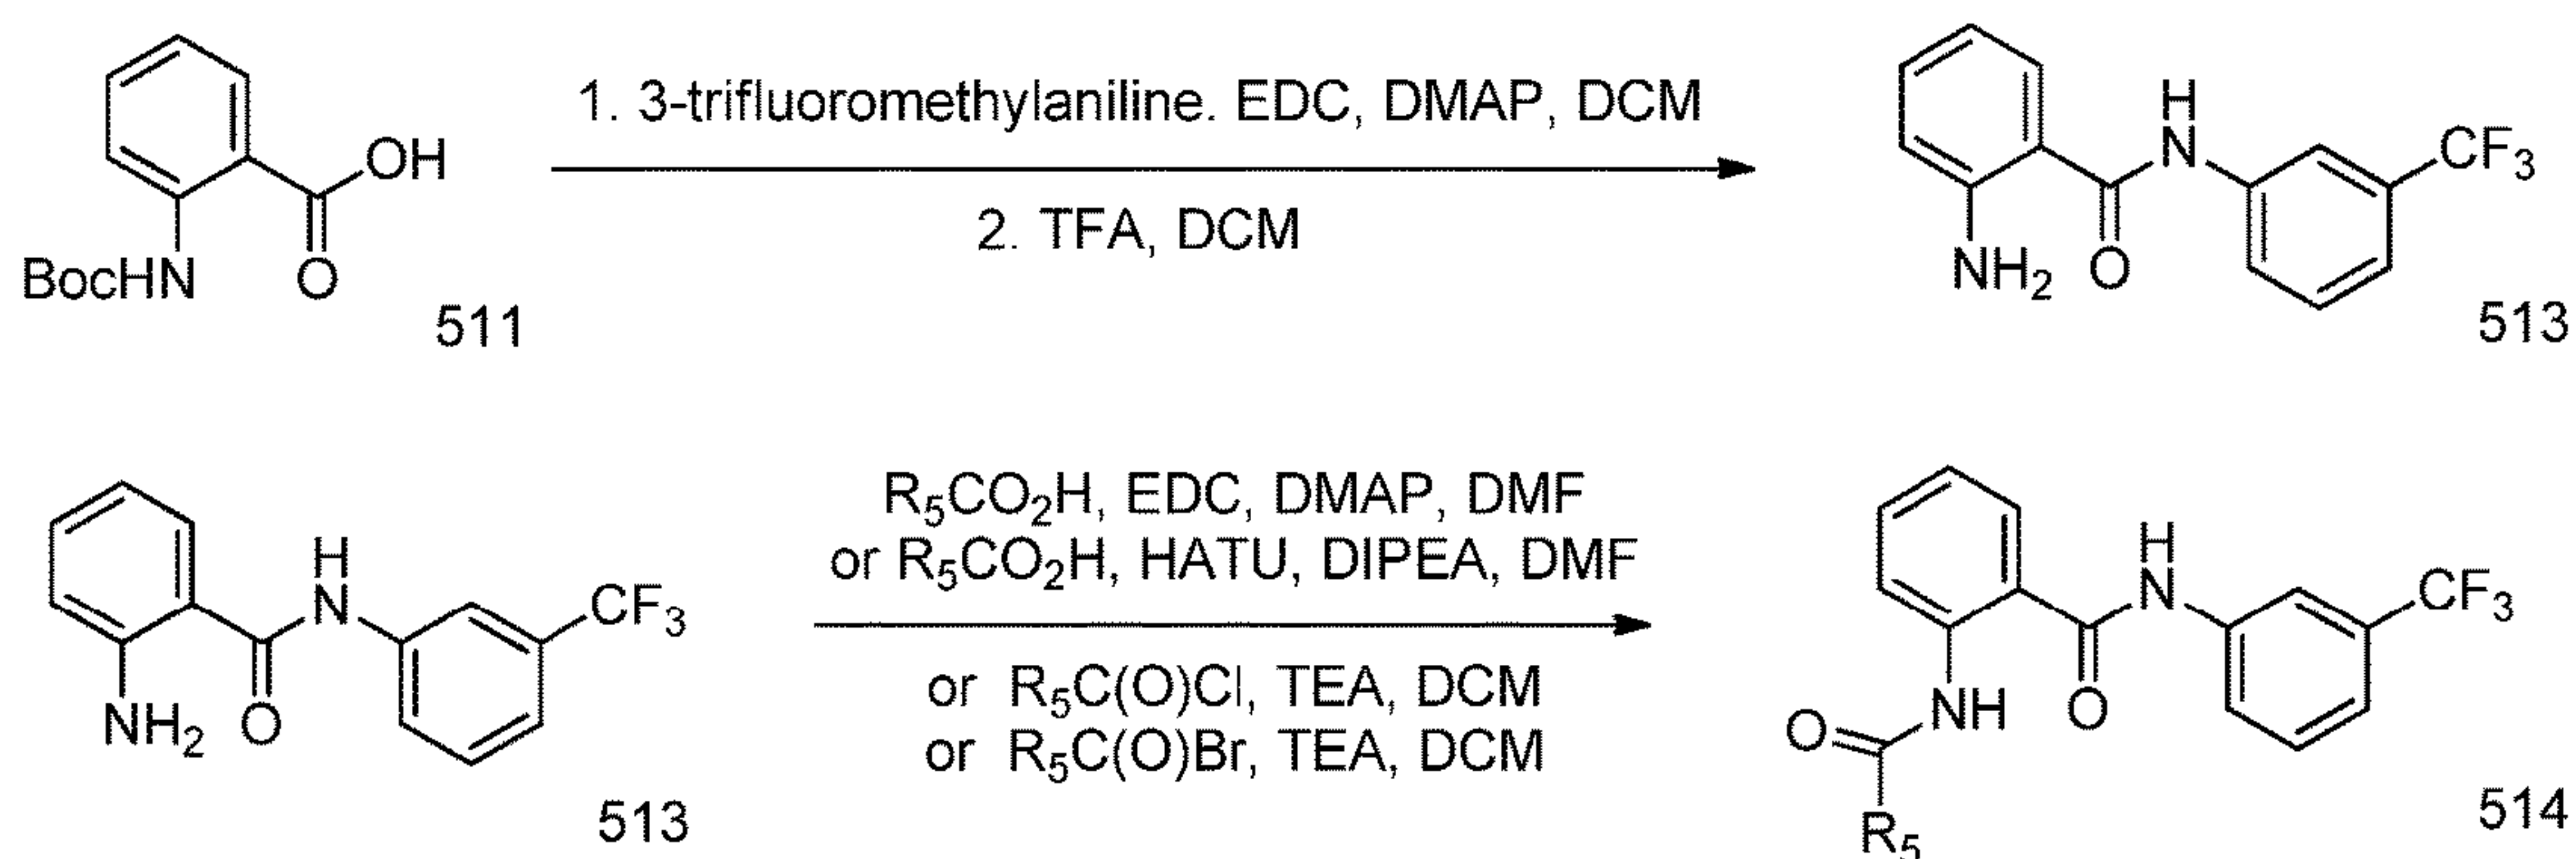 1. 3-trifluoromethylaniline. EDC, DMAP, DCM
2. TFA, DCM
OH
O
BocHN
511
H
N
CF3
NH2
O
513
R5CO2H, EDC, DMAP, DMF
or R5CO2H, HATU, DIPEA, DMF
or R5C(O)Cl, TEA, DCM
or R5C(O)Br, TEA, DCM
H
N
CF3
NH2
O
513
H
N
CF3
NH
O
O
R5
514